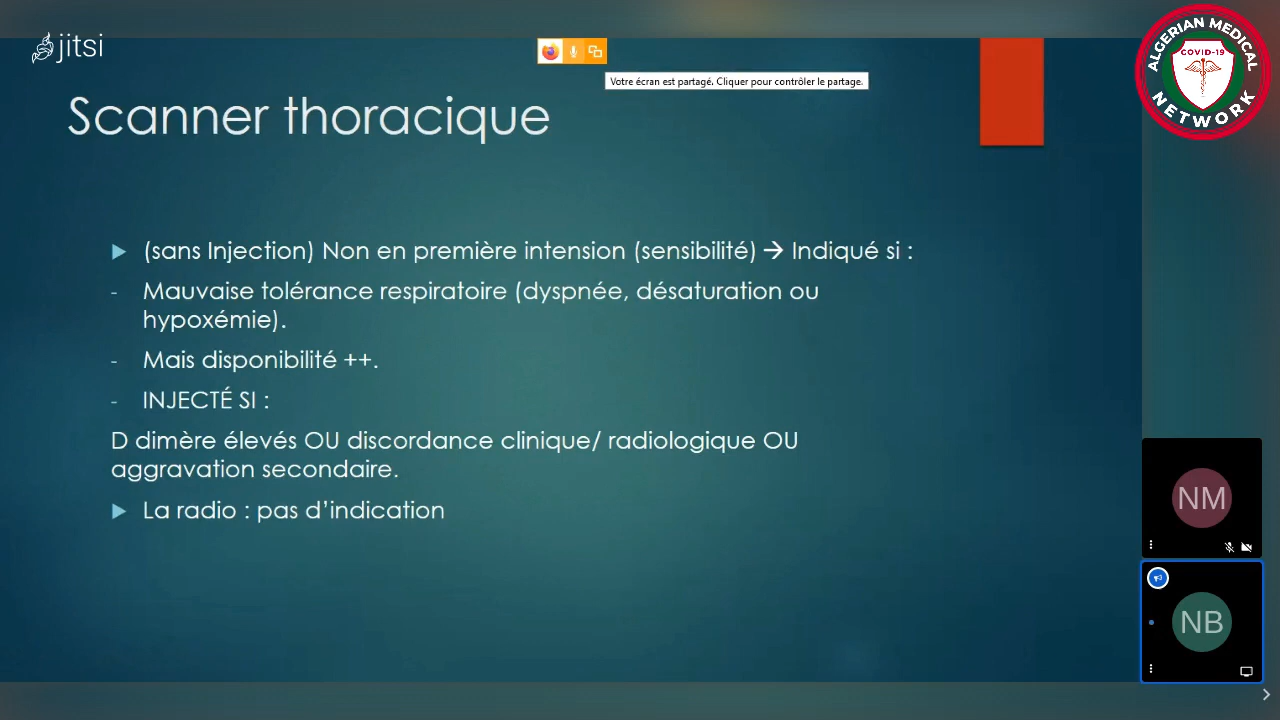 jitsi
Votre écran est partagé. Cliquer pour contrôler le partage.
ALGERIAN MEDICAL
COVID-19
NETWORK
Scanner thoracique
► (sans Injection) Non en première intension (sensibilité) → Indiqué si :
- Mauvaise tolérance respiratoire (dyspnée, désaturation ou
hypoxémie).
- Mais disponibilité ++.
- INJECTÉ SI :
D dimère élevés OU discordance clinique/ radiologique OU
aggravation secondaire.
► La radio : pas d’indication
NM
NB